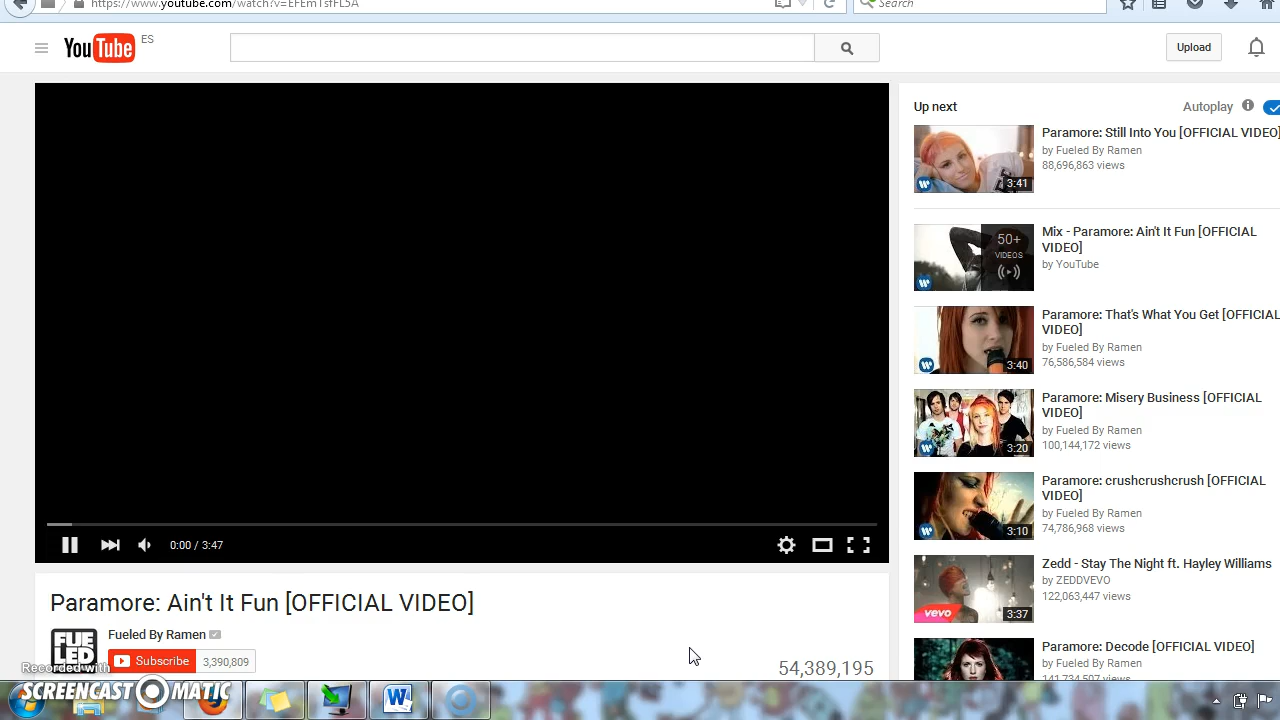 https://www.youtube.com/watch?v=EFEmTsfFL5A
Search
YouTube ES
Upload
Up next
Autoplay
Paramore: Still Into You [OFFICIAL VIDEO]
by Fueled By Ramen
88,696,863 views
3:41
Mix - Paramore: Ain't It Fun [OFFICIAL
VIDEO]
by YouTube
50+
VIDEOS
Paramore: That's What You Get [OFFICIAL
VIDEO]
by Fueled By Ramen
76,586,584 views
3:40
Paramore: Misery Business [OFFICIAL
VIDEO]
by Fueled By Ramen
100,144,172 views
3:20
Paramore: crushcrushcrush [OFFICIAL
VIDEO]
by Fueled By Ramen
74,786,968 views
3:10
Zedd - Stay The Night ft. Hayley Williams
by ZEDDVEVO
122,063,447 views
vevo
3:37
Paramore: Decode [OFFICIAL VIDEO]
by Fueled By Ramen
141,734,507 views
0:00 / 3:47
Paramore: Ain't It Fun [OFFICIAL VIDEO]
FUE
LED
Fueled By Ramen
Subscribe 3,390,809
54,389,195
Recorded with
SCREENCAST MATIC